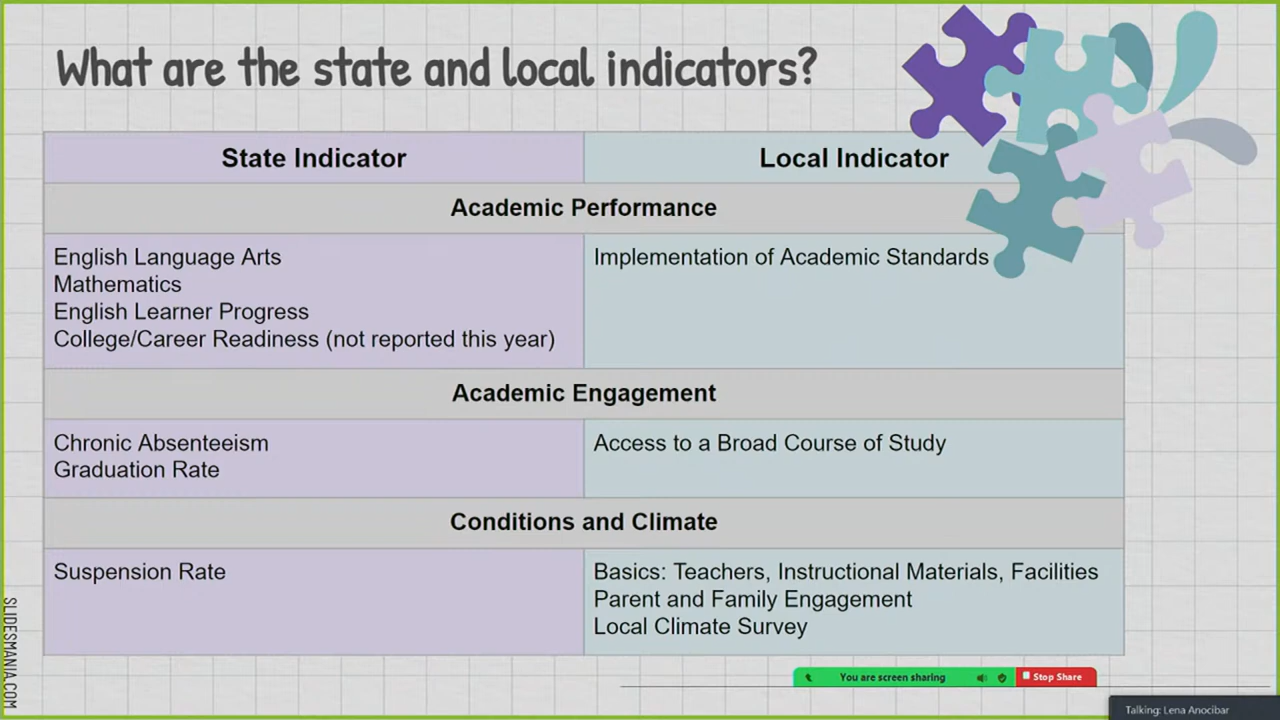 What are the state and local indicators?
State Indicator
Local Indicator
Academic Performance
English Language Arts
Mathematics
English Learner Progress
College/Career Readiness (not reported this year)
Implementation of Academic Standards
Academic Engagement
Chronic Absenteeism
Graduation Rate
Access to a Broad Course of Study
Conditions and Climate
Suspension Rate
Basics: Teachers, Instructional Materials, Facilities
Parent and Family Engagement
Local Climate Survey
SLIDESMANIA.COM
You are screen sharing
Stop Share
Talking: Lena Anocibar